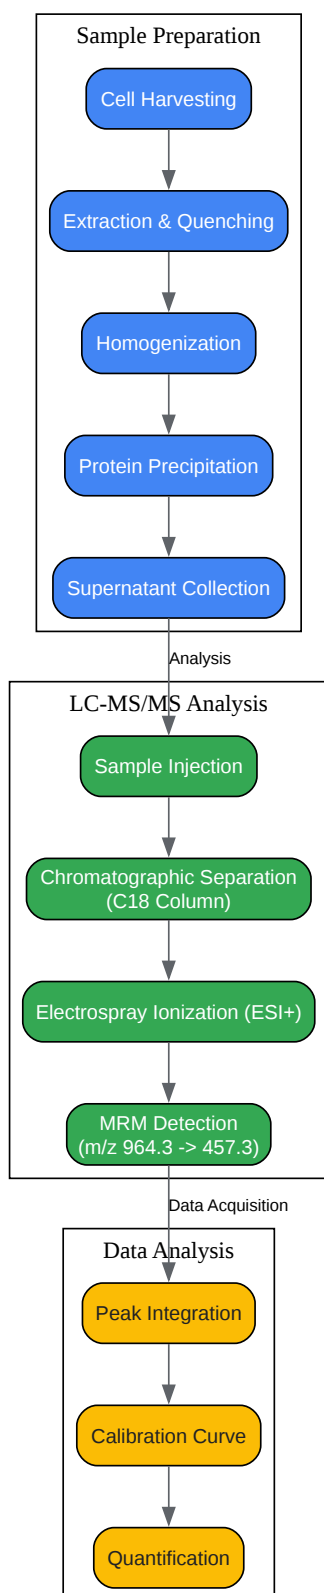 Sample Preparation
Cell Harvesting
Extraction & Quenching
Homogenization
Protein Precipitation
Supernatant Collection
Analysis
LC-MS/MS Analysis
Sample Injection
Chromatographic Separation
(C18 Column)
Electrospray Ionization (ESI+)
MRM Detection
(m/z 964.3 -> 457.3)
Data Acquisition
Data Analysis
Peak Integration
Calibration Curve
Quantification